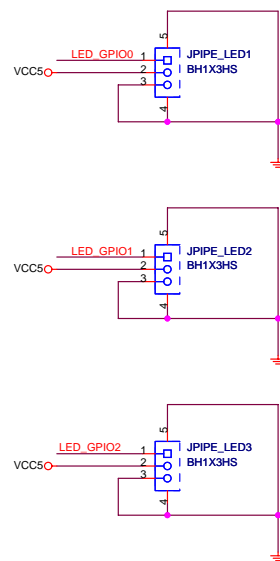 5
LED_GPIO0 1 JPIPE_LED1
VCC5 2 BH1X3HS
3
4
5
LED_GPIO1 1 JPIPE_LED2
VCC5 2 BH1X3HS
3
4
5
LED_GPIO2 1 JPIPE_LED3
VCC5 2 BH1X3HS
3
4